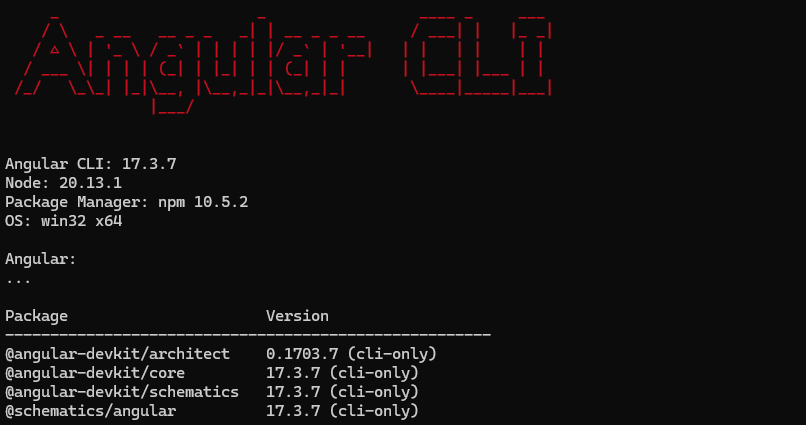 Angular CLI
Angular CLI: 17.3.7
Node: 20.13.1
Package Manager: npm 10.5.2
OS: win32 x64
Angular:
...
Package Version
------------------------------------------------------
@angular-devkit/architect 0.1703.7 (cli-only)
@angular-devkit/core 17.3.7 (cli-only)
@angular-devkit/schematics 17.3.7 (cli-only)
@schematics/angular 17.3.7 (cli-only)